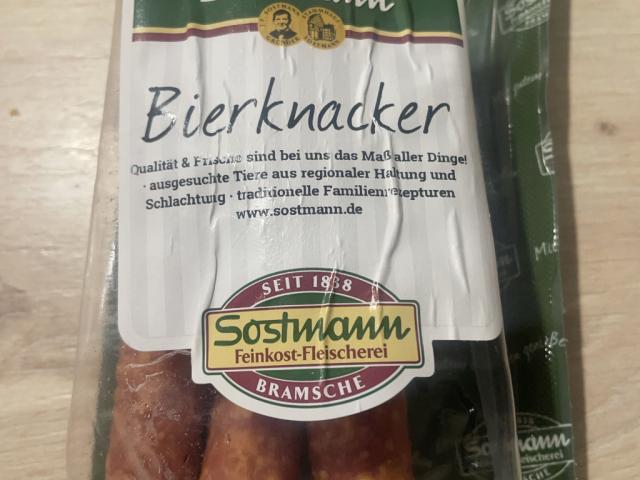 Bierknacker
Qualität & Frische sind bei uns das Maß aller Dinge!
· ausgesuchte Tiere aus regionaler Haltung und
Schlachtung · traditionelle Familienrezepturen
www.sostmann.de
SEIT 1838
Sostmann
Feinkost-Fleischerei
BRAMSCHE